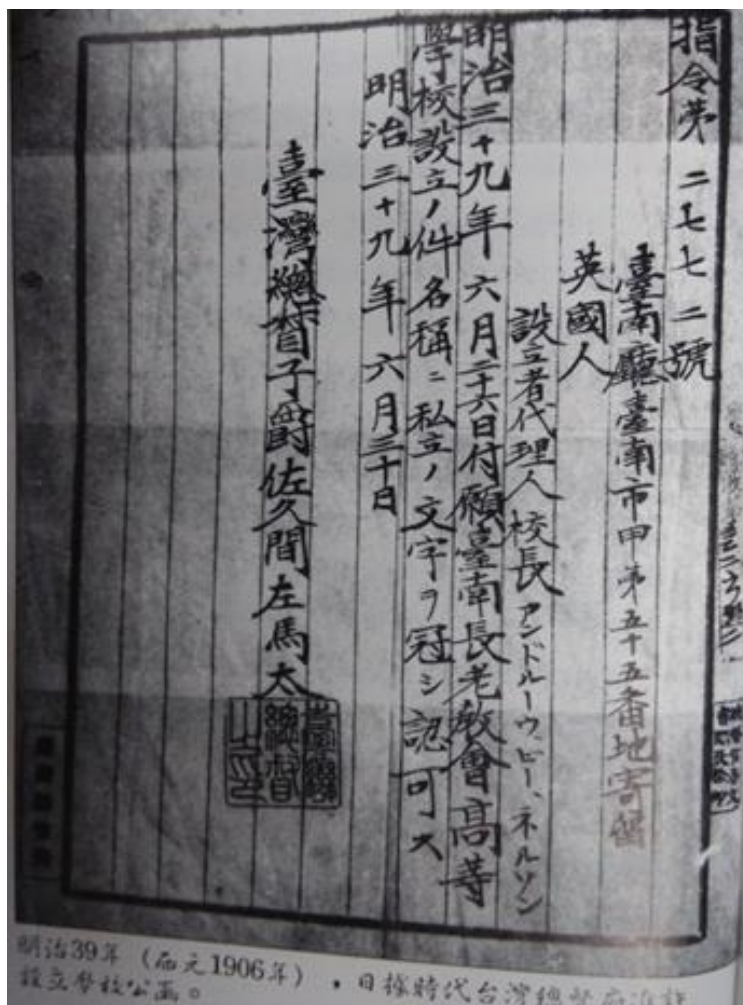 指令第二七七二號
臺南廳臺南市甲第五十五番地寄留
英國人
設立者代理人校長アンドルーウ、ビー、ネルソン
明治三十九年六月二十六日付願臺南長老教會高等
學校設立ノ件名稱ニ私立ノ文字ヲ冠シ認可ス
明治三十九年六月三十日
臺灣總督子爵佐久間左馬太
臺灣總督之印
明治39年（西元1906年），日據時代台灣總督府准許
設立學校公函。